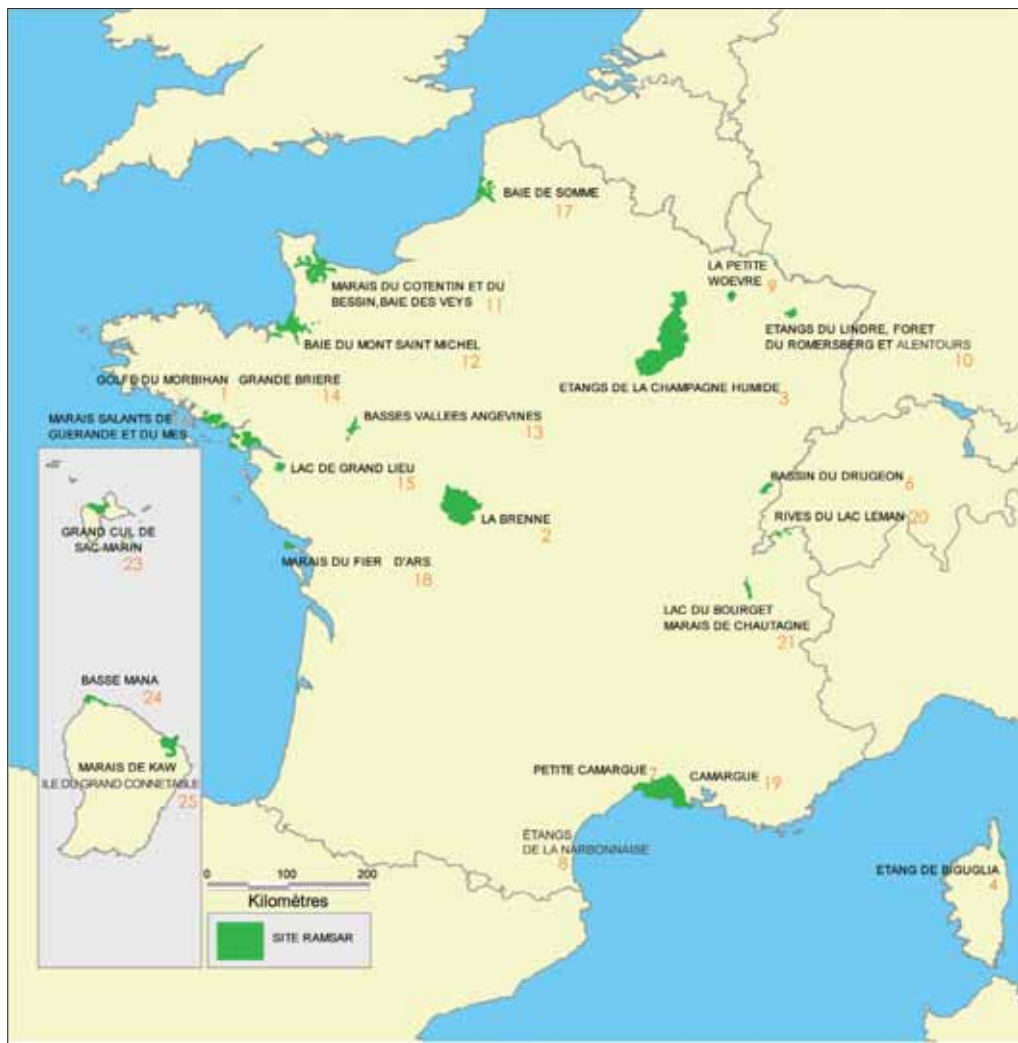 BAIE DE SOMME
17
LA PETITE
WOEVRE
9
MARAIS DU COTENTIN ET DU
BESSIN, BAIE DES VEYS
11
ETANGS DU LINDRE, FORET
DU ROMERSBERG ET ALENTOURS
10
BAIE DU MONT SAINT MICHEL
12
ETANGS DE LA CHAMPAGNE HUMIDE
3
GOLFE DU MORBIHAN
1
GRANDE BRIERE
14
BASSES VALLEES ANGEVINES
13
MARAIS SALANTS DE
GUERANDE ET DU MES
LAC DE GRAND LIEU
15
BASSIN DU DRUGEON 6
LA BRENNE
2
RIVES DU LAC LEMAN 20
GRAND CUL DE
SAC MARIN
23
MARAIS DU FIER D'ARS
18
LAC DU BOURGET
MARAIS DE CHAUTAGNE
21
BASSE MANA
24
MARAIS DE KAW
ILE DU GRAND CONNETABLE
25
PETITE CAMARGUE 7
CAMARGUE 19
ÉTANGS
DE LA NARBONNAISE
8
ETANG DE BIGUGLIA
4
0 100 200
Kilomètres
SITE RAMSAR